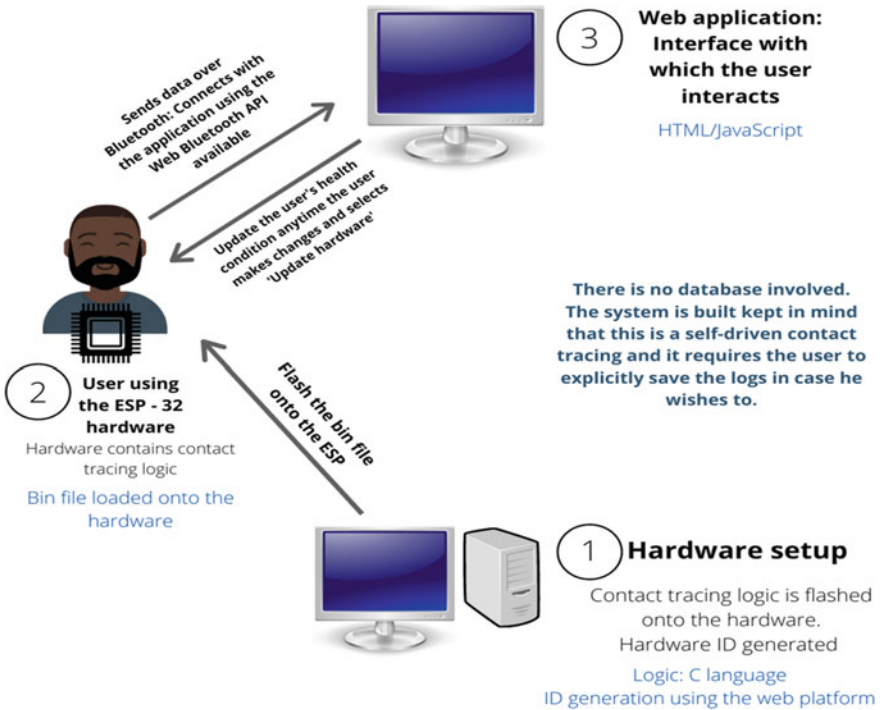 3
Web application:
Interface with
which the user
interacts
HTML/JavaScript
Sends data over
Bluetooth: Connects with
the application using the
Web Bluetooth API
available
Update the user's health
condition anytime the user
makes changes and selects
'Update hardware'
There is no database involved.
The system is built kept in mind
that this is a self-driven contact
tracing and it requires the user to
explicitly save the logs in case he
wishes to.
2
User using
the ESP - 32
hardware
Hardware contains contact
tracing logic
Bin file loaded onto the
hardware
Flash the bin file
onto the ESP
1
Hardware setup
Contact tracing logic is flashed
onto the hardware.
Hardware ID generated
Logic: C language
ID generation using the web platform